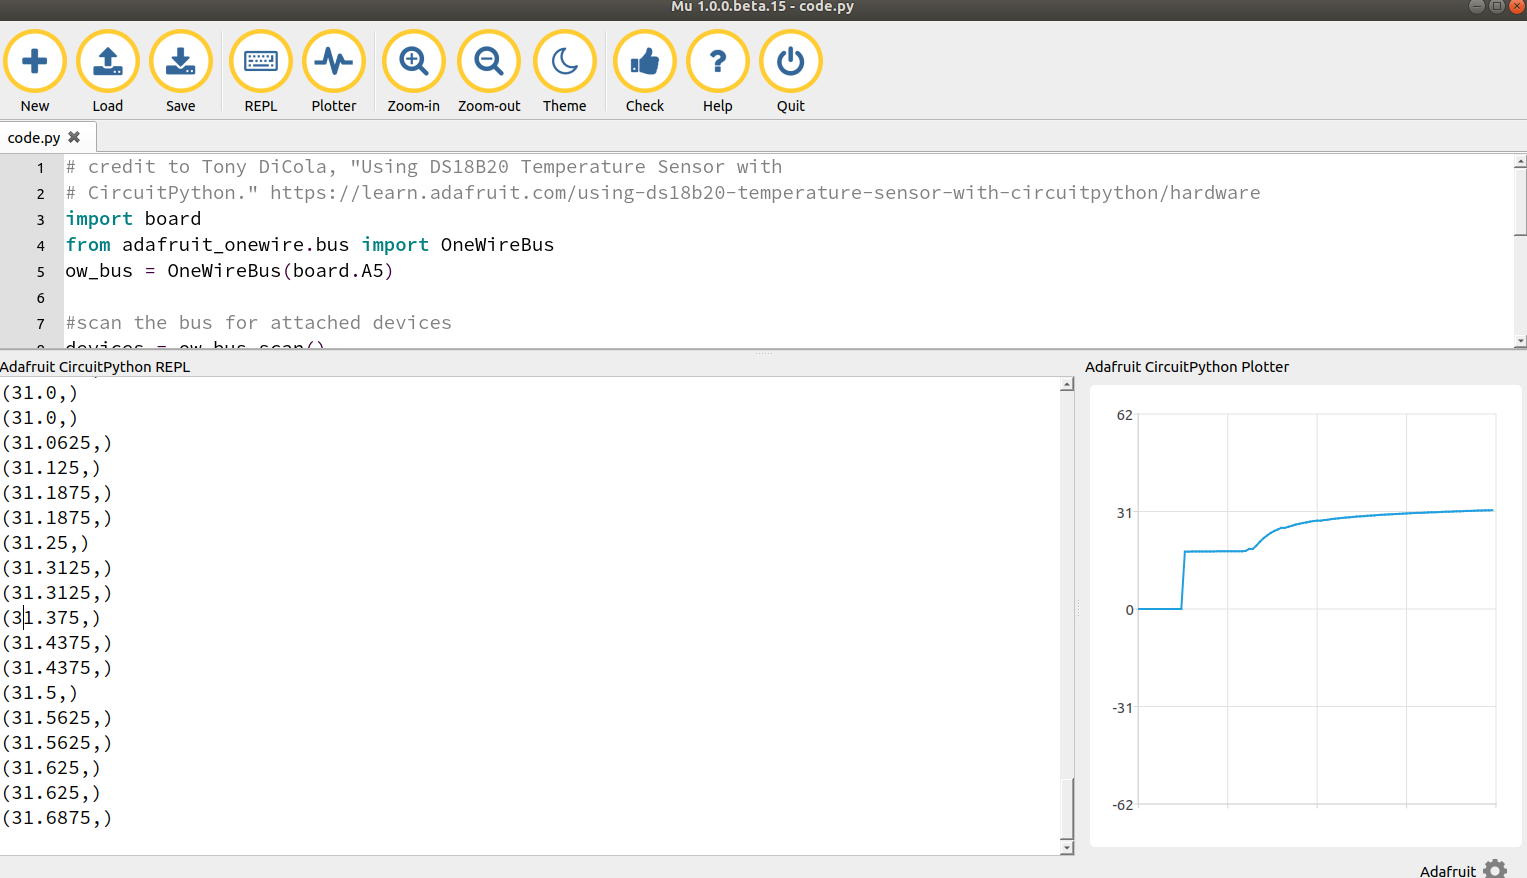 Mu 1.0.0.beta.15 - code.py
New Load Save REPL Plotter Zoom-in Zoom-out Theme Check Help Quit
code.py
1 # credit to Tony DiCola, "Using DS18B20 Temperature Sensor with
2 # CircuitPython." https://learn.adafruit.com/using-ds18b20-temperature-sensor-with-circuitpython/hardware
3 import board
4 from adafruit_onewire.bus import OneWireBus
5 ow_bus = OneWireBus(board.A5)
6
7 #scan the bus for attached devices
8 devices = ow_bus.scan()
Adafruit CircuitPython REPL
(31.0,)
(31.0,)
(31.0625,)
(31.125,)
(31.1875,)
(31.1875,)
(31.25,)
(31.3125,)
(31.3125,)
(31.375,)
(31.4375,)
(31.4375,)
(31.5,)
(31.5625,)
(31.5625,)
(31.625,)
(31.625,)
(31.6875,)
Adafruit CircuitPython Plotter
62
31
0
-31
-62
Adafruit